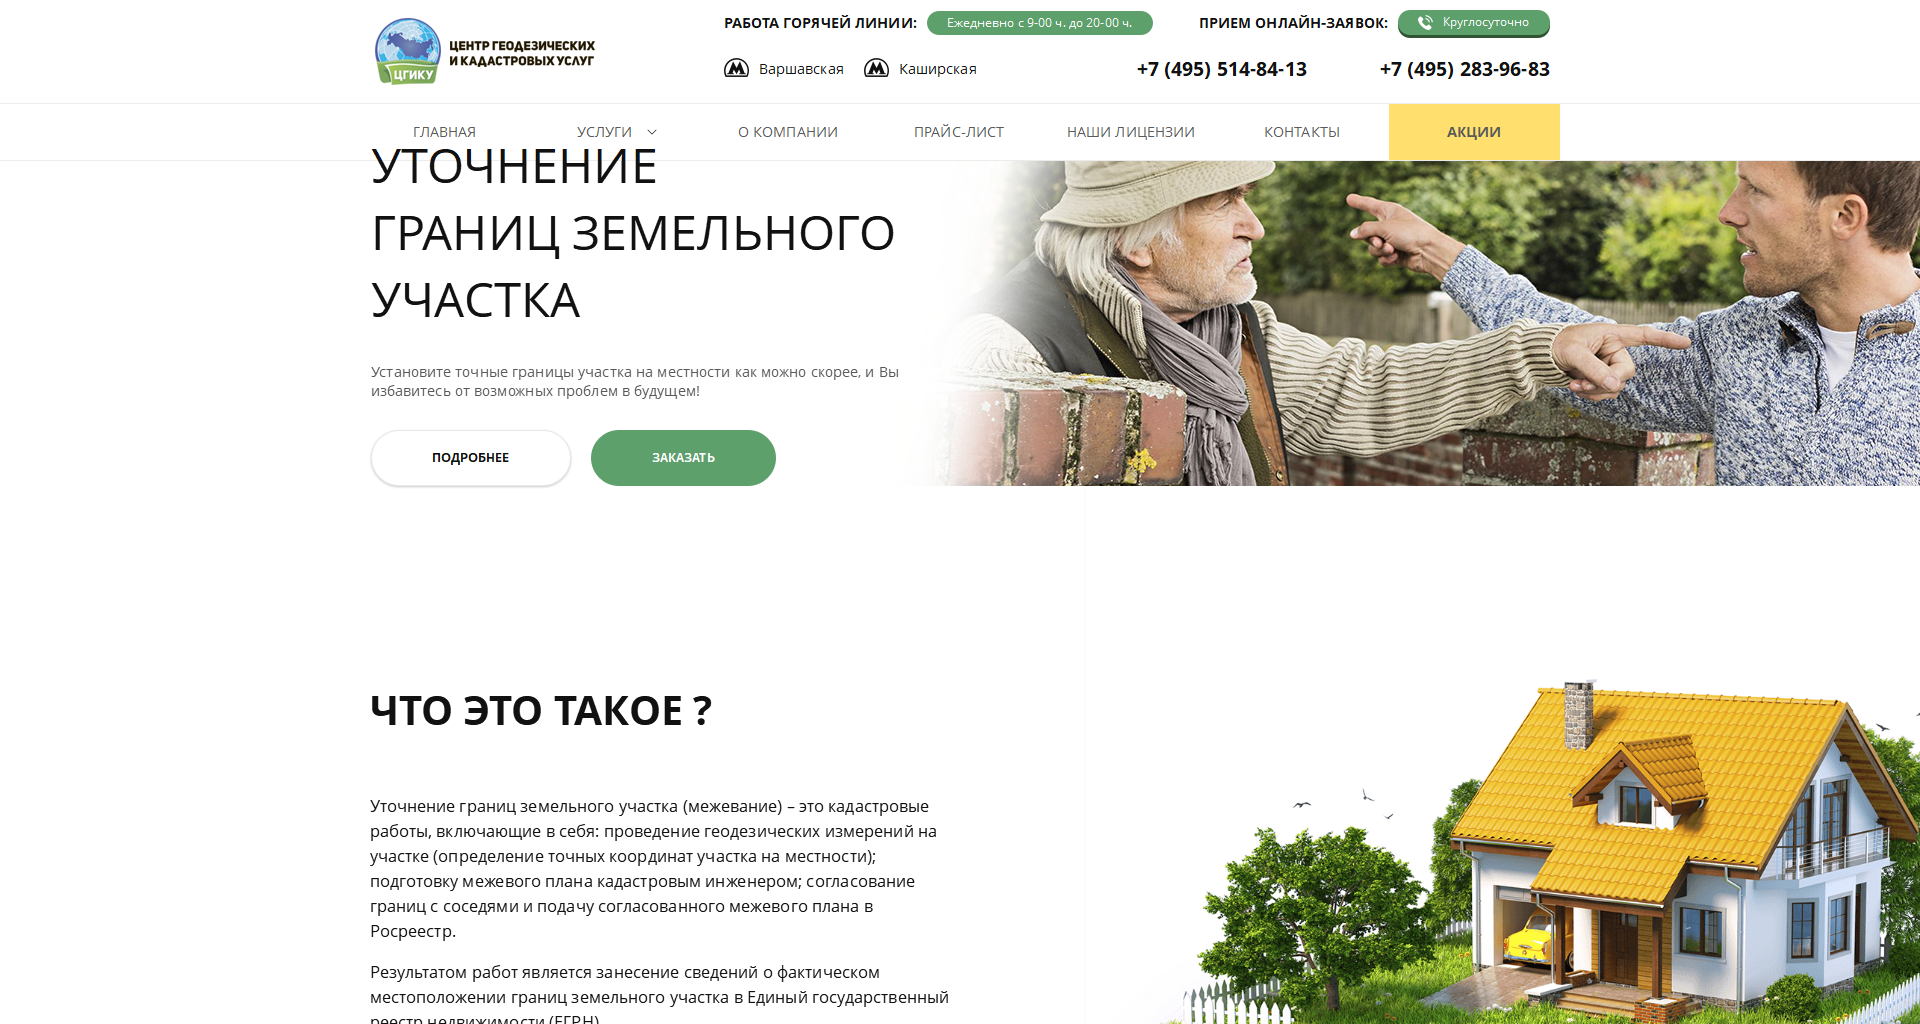 ЦЕНТР ГЕОДЕЗИЧЕСКИХ
И КАДАСТРОВЫХ УСЛУГ
ЦГИКУ
РАБОТА ГОРЯЧЕЙ ЛИНИИ: Ежедневно с 9-00 ч. до 20-00 ч. ПРИЕМ ОНЛАЙН-ЗАЯВОК: Круглосуточно
Варшавская Каширская +7 (495) 514-84-13 +7 (495) 283-96-83
ГЛАВНАЯ УСЛУГИ О КОМПАНИИ ПРАЙС-ЛИСТ НАШИ ЛИЦЕНЗИИ КОНТАКТЫ АКЦИИ
УТОЧНЕНИЕ
ГРАНИЦ ЗЕМЕЛЬНОГО
УЧАСТКА
Установите точные границы участка на местности как можно скорее, и Вы
избавитесь от возможных проблем в будущем!
ПОДРОБНЕЕ ЗАКАЗАТЬ
ЧТО ЭТО ТАКОЕ ?
Уточнение границ земельного участка (межевание) – это кадастровые
работы, включающие в себя: проведение геодезических измерений на
участке (определение точных координат участка на местности);
подготовку межевого плана кадастровым инженером; согласование
границ с соседями и подачу согласованного межевого плана в
Росреестр.
Результатом работ является занесение сведений о фактическом
местоположении границ земельного участка в Единый государственный
реестр недвижимости (ЕГРН)